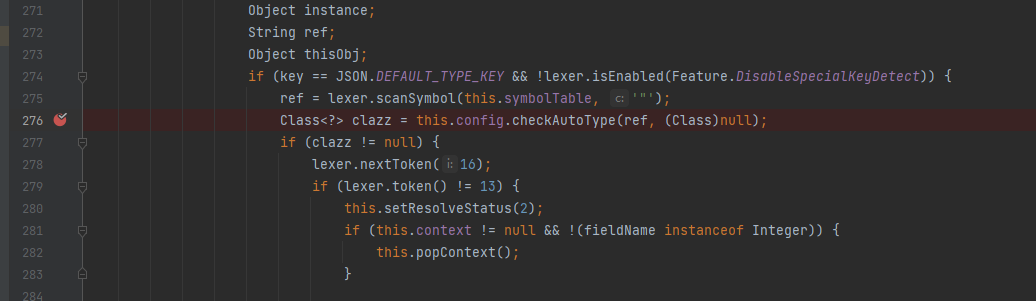 271 Object instance;
272 String ref;
273 Object thisObj;
274 if (key == JSON.DEFAULT_TYPE_KEY && !lexer.isEnabled(Feature.DisableSpecialKeyDetect)) {
275 ref = lexer.scanSymbol(this.symbolTable, c: '"');
276 Class<?> clazz = this.config.checkAutoType(ref, (Class)null);
277 if (clazz != null) {
278 lexer.nextToken(i: 16);
279 if (lexer.token() != 13) {
280 this.setResolveStatus(2);
281 if (this.context != null && !(fieldName instanceof Integer)) {
282 this.popContext();
283 }
284